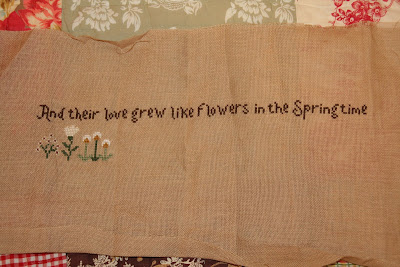 And their love grew like flowers in the Springtime